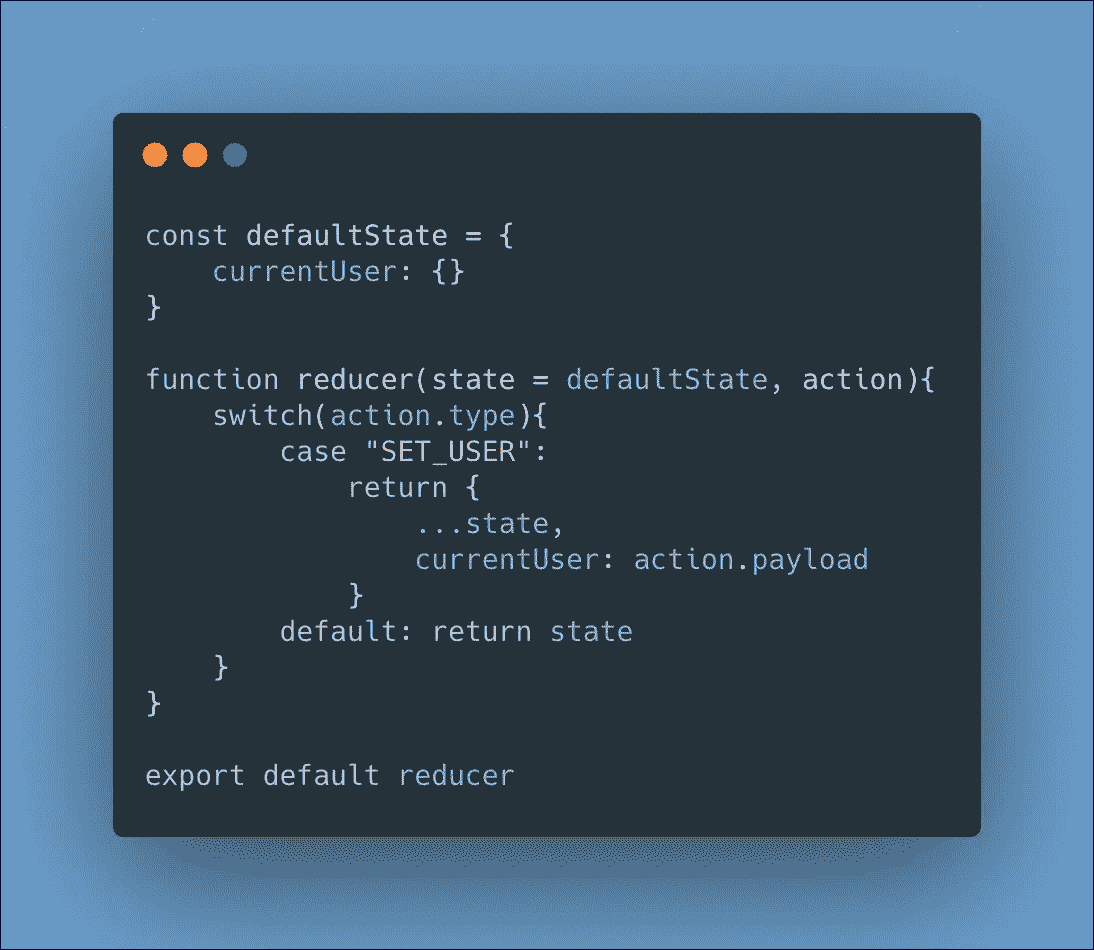 const defaultState = {
    currentUser: {}
}

function reducer(state = defaultState, action){
    switch(action.type){
        case "SET_USER":
            return {
                ...state,
                currentUser: action.payload
            }
        default: return state
    }
}

export default reducer